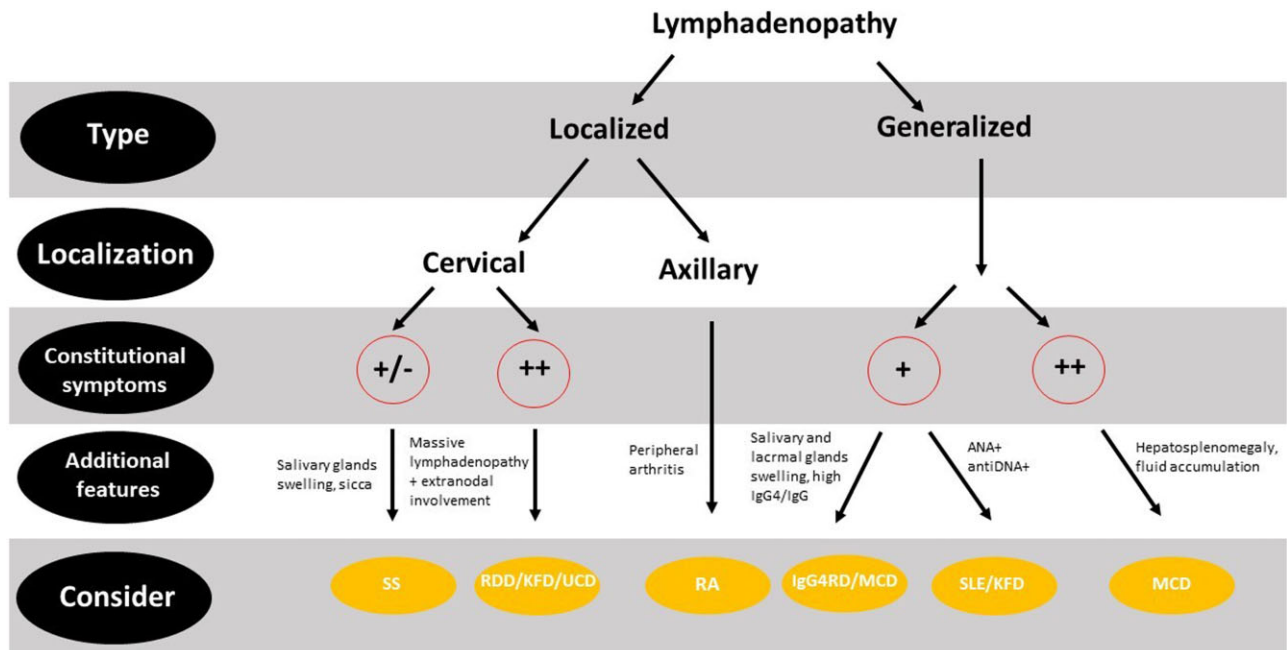 Lymphadenopathy
Type
Localized
Generalized
Localization
Cervical
Axillary
Constitutional
symptoms
+/-
++
+
++
Additional
features
Salivary glands
swelling, sicca
Massive
lymphadenopathy
+ extranodal
involvement
Peripheral
arthritis
Salivary and
lacrmal glands
swelling, high
IgG4/IgG
ANA+
antiDNA+
Hepatosplenomegaly,
fluid accumulation
Consider
SS
RDD/KFD/UCD
RA
IgG4RD/MCD
SLE/KFD
MCD